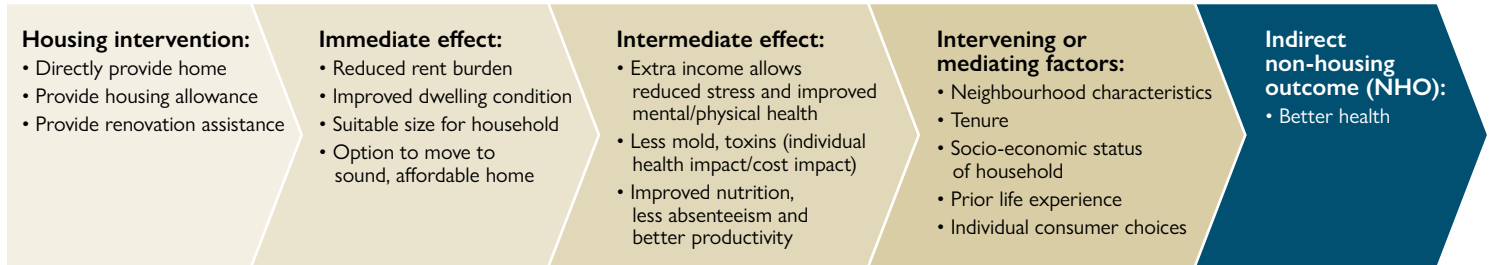 Housing intervention:
• Directly provide home
• Provide housing allowance
• Provide renovation assistance
Immediate effect:
• Reduced rent burden
• Improved dwelling condition
• Suitable size for household
• Option to move to
sound, affordable home
Intermediate effect:
• Extra income allows
reduced stress and improved
mental/physical health
• Less mold, toxins (individual
health impact/cost impact)
• Improved nutrition,
less absenteeism and
better productivity
Intervening or
mediating factors:
• Neighbourhood characteristics
• Tenure
• Socio-economic status
of household
• Prior life experience
• Individual consumer choices
Indirect
non-housing
outcome (NHO):
• Better health